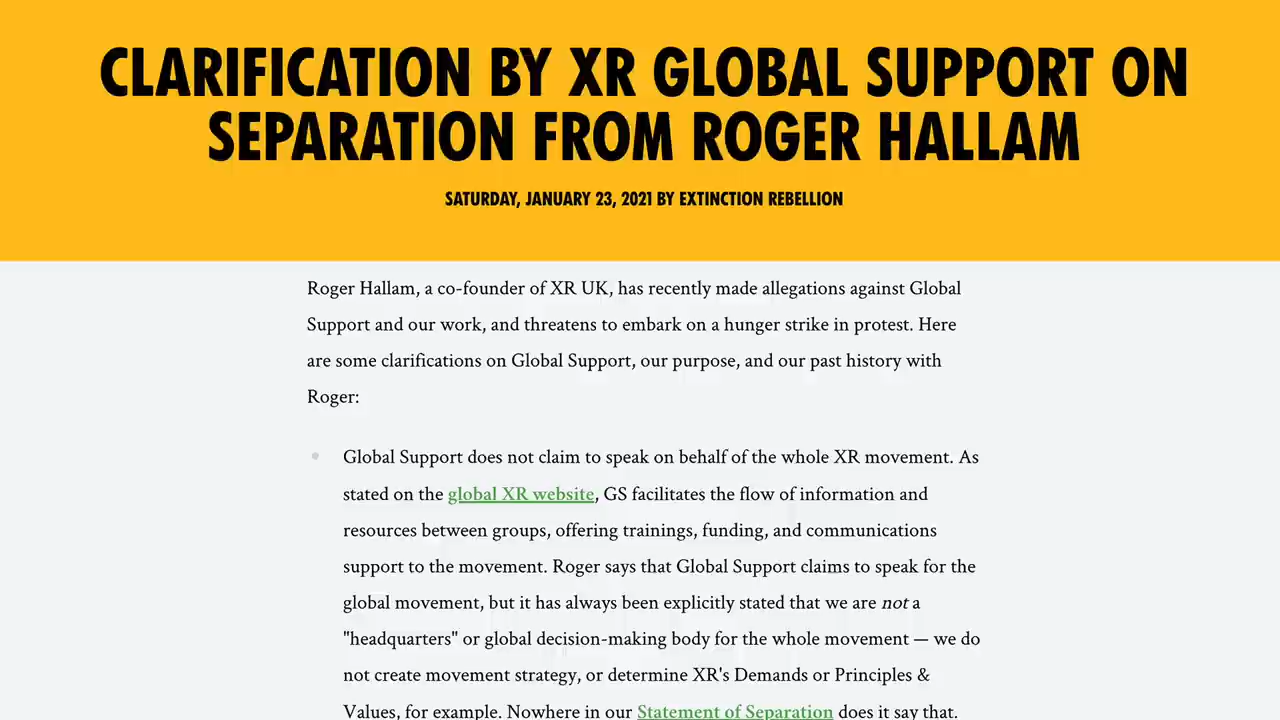 CLARIFICATION BY XR GLOBAL SUPPORT ON
SEPARATION FROM ROGER HALLAM
SATURDAY, JANUARY 23, 2021 BY EXTINCTION REBELLION
Roger Hallam, a co-founder of XR UK, has recently made allegations against Global
Support and our work, and threatens to embark on a hunger strike in protest. Here
are some clarifications on Global Support, our purpose, and our past history with
Roger:
Global Support does not claim to speak on behalf of the whole XR movement. As
stated on the global XR website, GS facilitates the flow of information and
resources between groups, offering trainings, funding, and communications
support to the movement. Roger says that Global Support claims to speak for the
global movement, but it has always been explicitly stated that we are not a
"headquarters" or global decision-making body for the whole movement — we do
not create movement strategy, or determine XR's Demands or Principles &
Values, for example. Nowhere in our Statement of Separation does it say that.